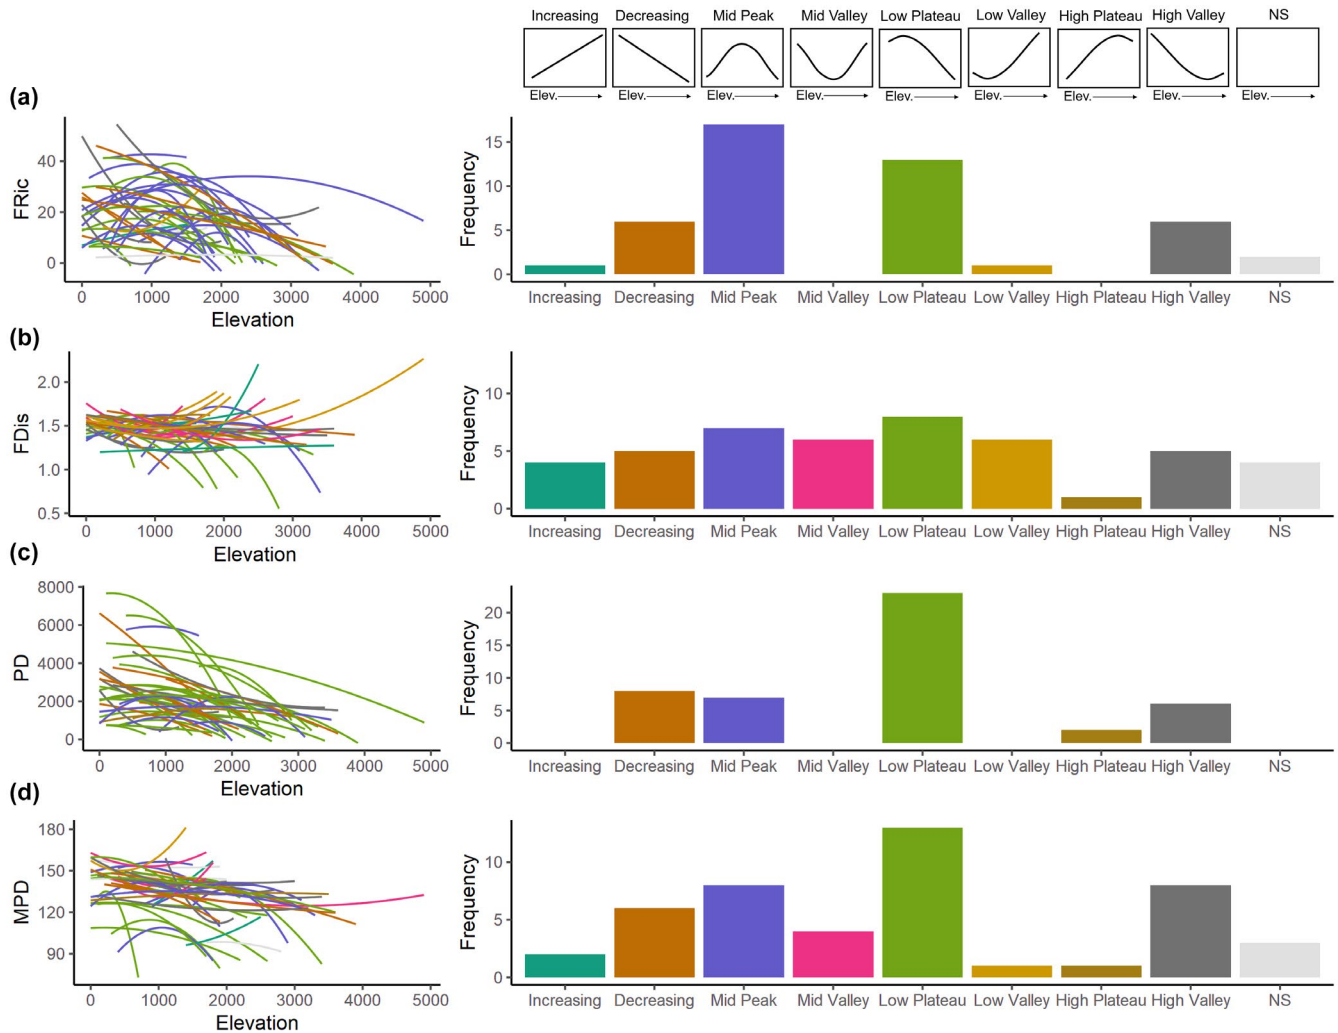 Increasing Decreasing Mid Peak Mid Valley Low Plateau Low Valley High Plateau High Valley NS
Elev. Elev. Elev. Elev. Elev. Elev. Elev. Elev. Elev.
(a)
FRic
40
20
0
0 1000 2000 3000 4000 5000
Elevation
Frequency
15
10
5
0
Increasing Decreasing Mid Peak Mid Valley Low Plateau Low Valley High Plateau High Valley NS
(b)
FDis
2.0
1.5
1.0
0.5
0 1000 2000 3000 4000 5000
Elevation
Frequency
10
5
0
Increasing Decreasing Mid Peak Mid Valley Low Plateau Low Valley High Plateau High Valley NS
(c)
PD
8000
6000
4000
2000
0
0 1000 2000 3000 4000 5000
Elevation
Frequency
20
15
10
5
0
Increasing Decreasing Mid Peak Mid Valley Low Plateau Low Valley High Plateau High Valley NS
(d)
MPD
180
150
120
90
0 1000 2000 3000 4000 5000
Elevation
Frequency
10
5
0
Increasing Decreasing Mid Peak Mid Valley Low Plateau Low Valley High Plateau High Valley NS